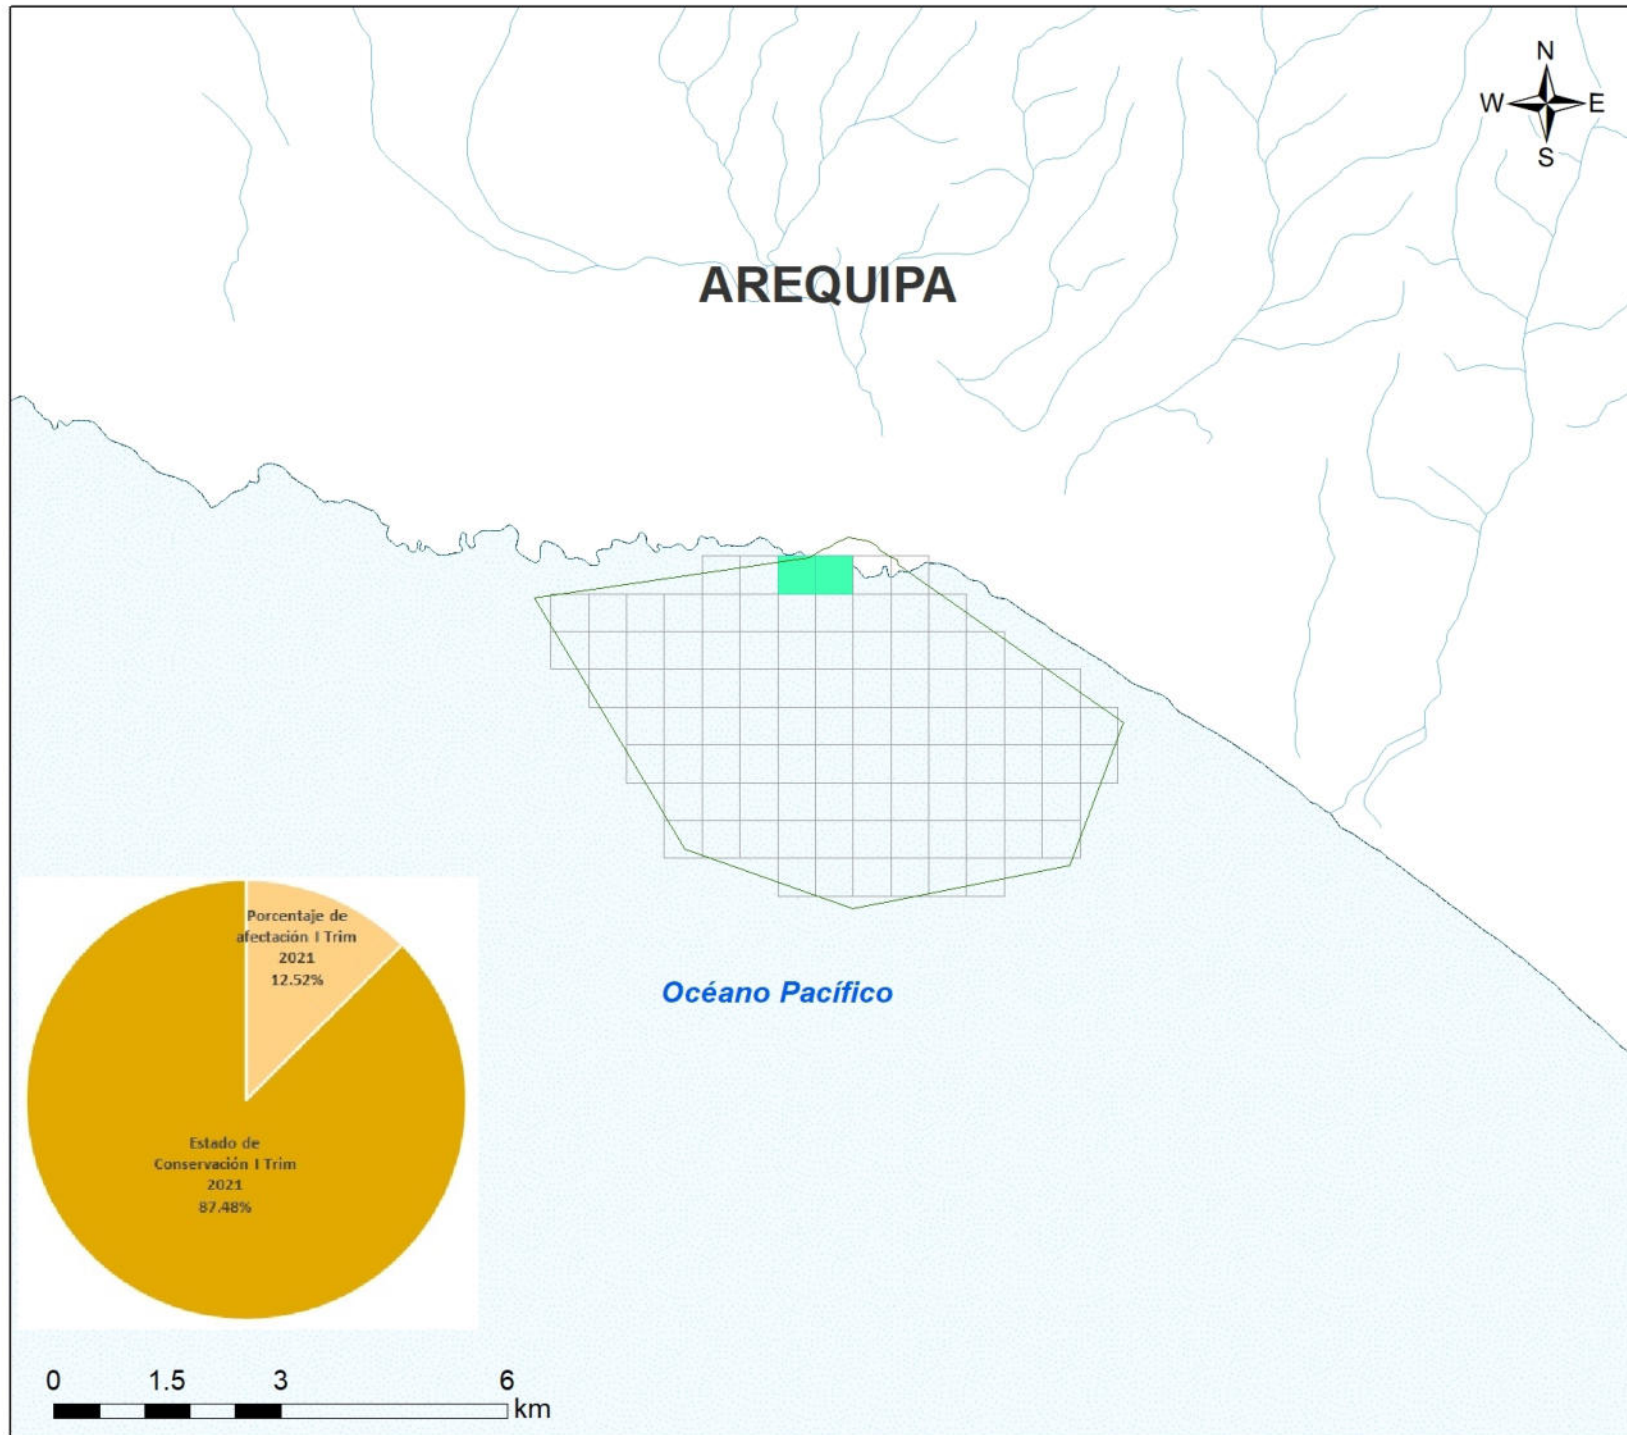 N
W E
S
AREQUIPA
Porcentaje de
afectación I Trim
2021
12.52%
Océano Pacífico
Estado de
Conservación I Trim
2021
87.48%
0 1.5 3 6
km